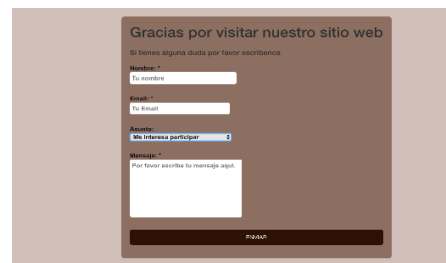 Gracias por visitar nuestro sitio web
Si tienes alguna duda por favor escribenos
Nombre: *
Tu nombre
Email: *
Tu Email
Asunto:
Me interesa participar
Mensaje: *
Por favor escribe tu mensaje aqui.
ENVIAR